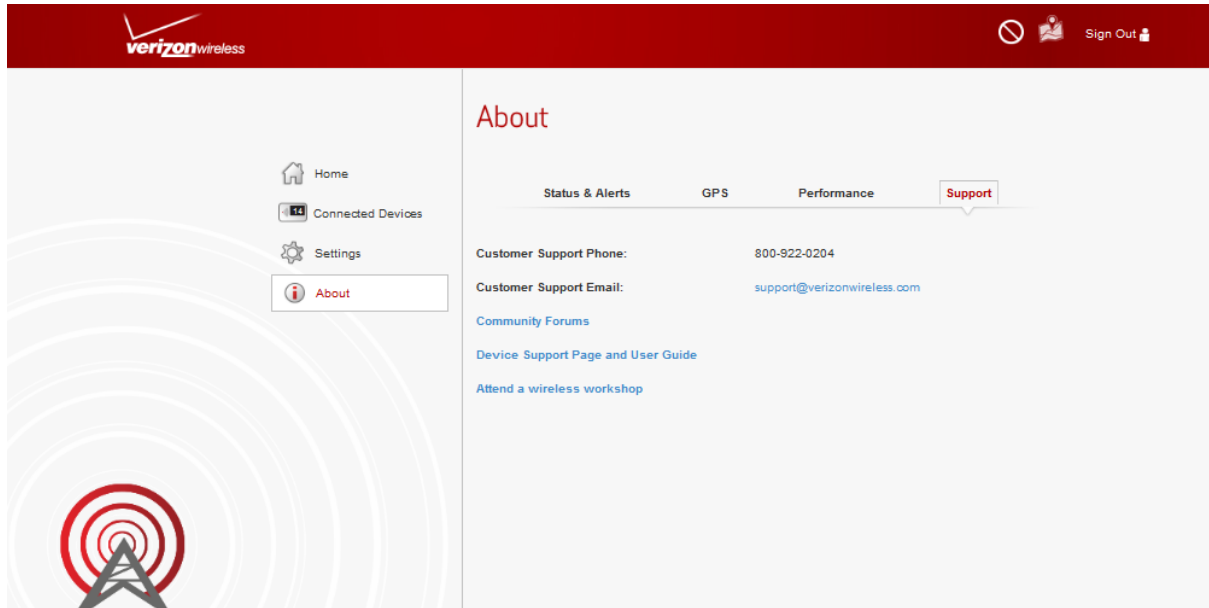 verizonwireless
Sign Out
About
Home
14 Connected Devices
Settings
About
Status & Alerts GPS Performance Support
Customer Support Phone: 800-922-0204
Customer Support Email: support@verizonwireless.com
Community Forums
Device Support Page and User Guide
Attend a wireless workshop